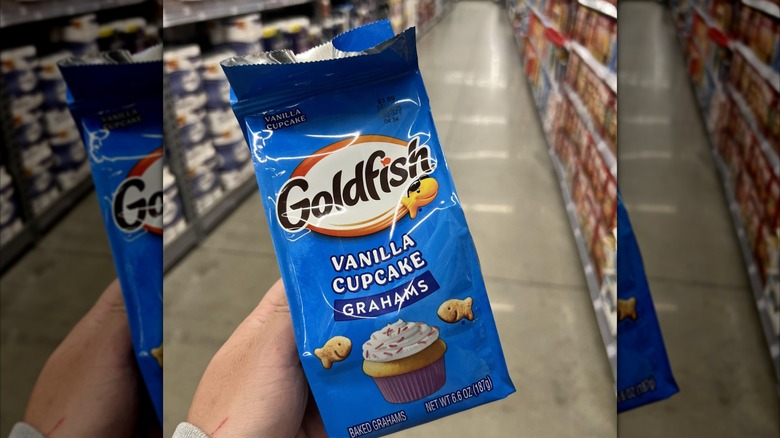 VANILLA
CUPCAKE
Goldfish
VANILLA
CUPCAKE
GRAHAMS
BAKED GRAHAMS
NET WT 6.6 OZ (187g)